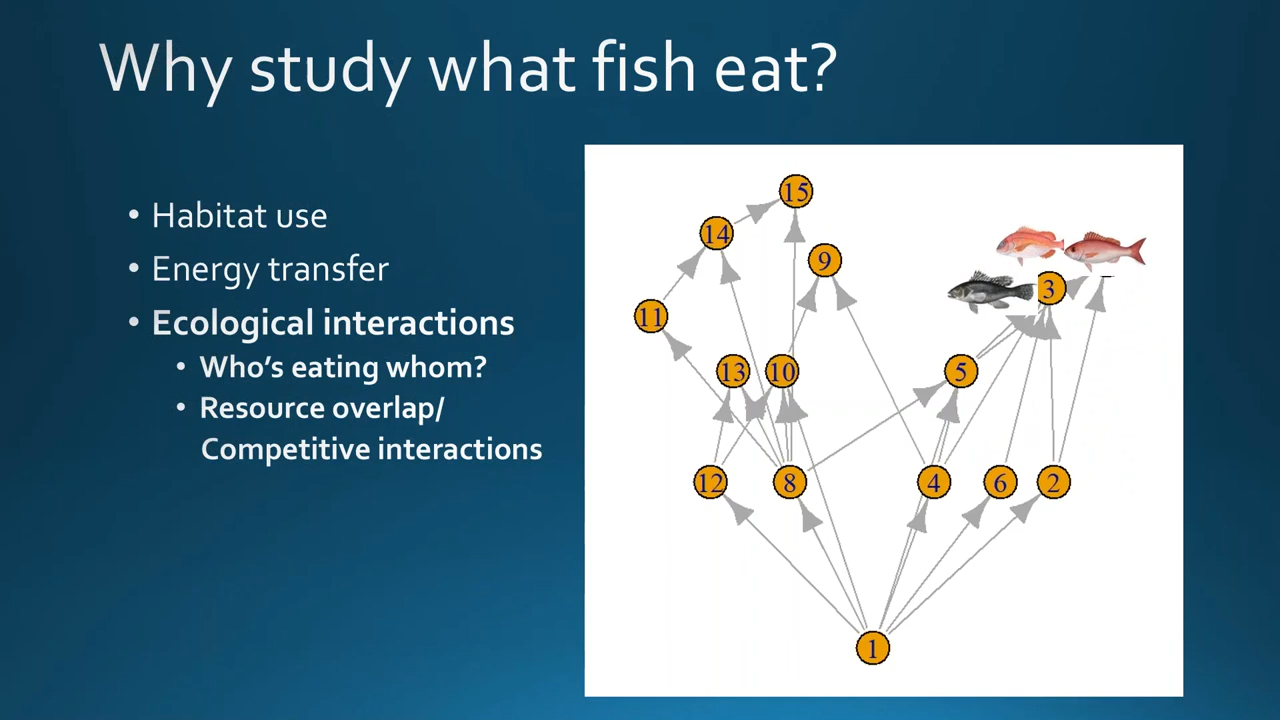 Why study what fish eat?
• Habitat use
• Energy transfer
• Ecological interactions
• Who's eating whom?
• Resource overlap/
Competitive interactions
15
14
9
3
11
13
10
5
12
8
4
6
2
1